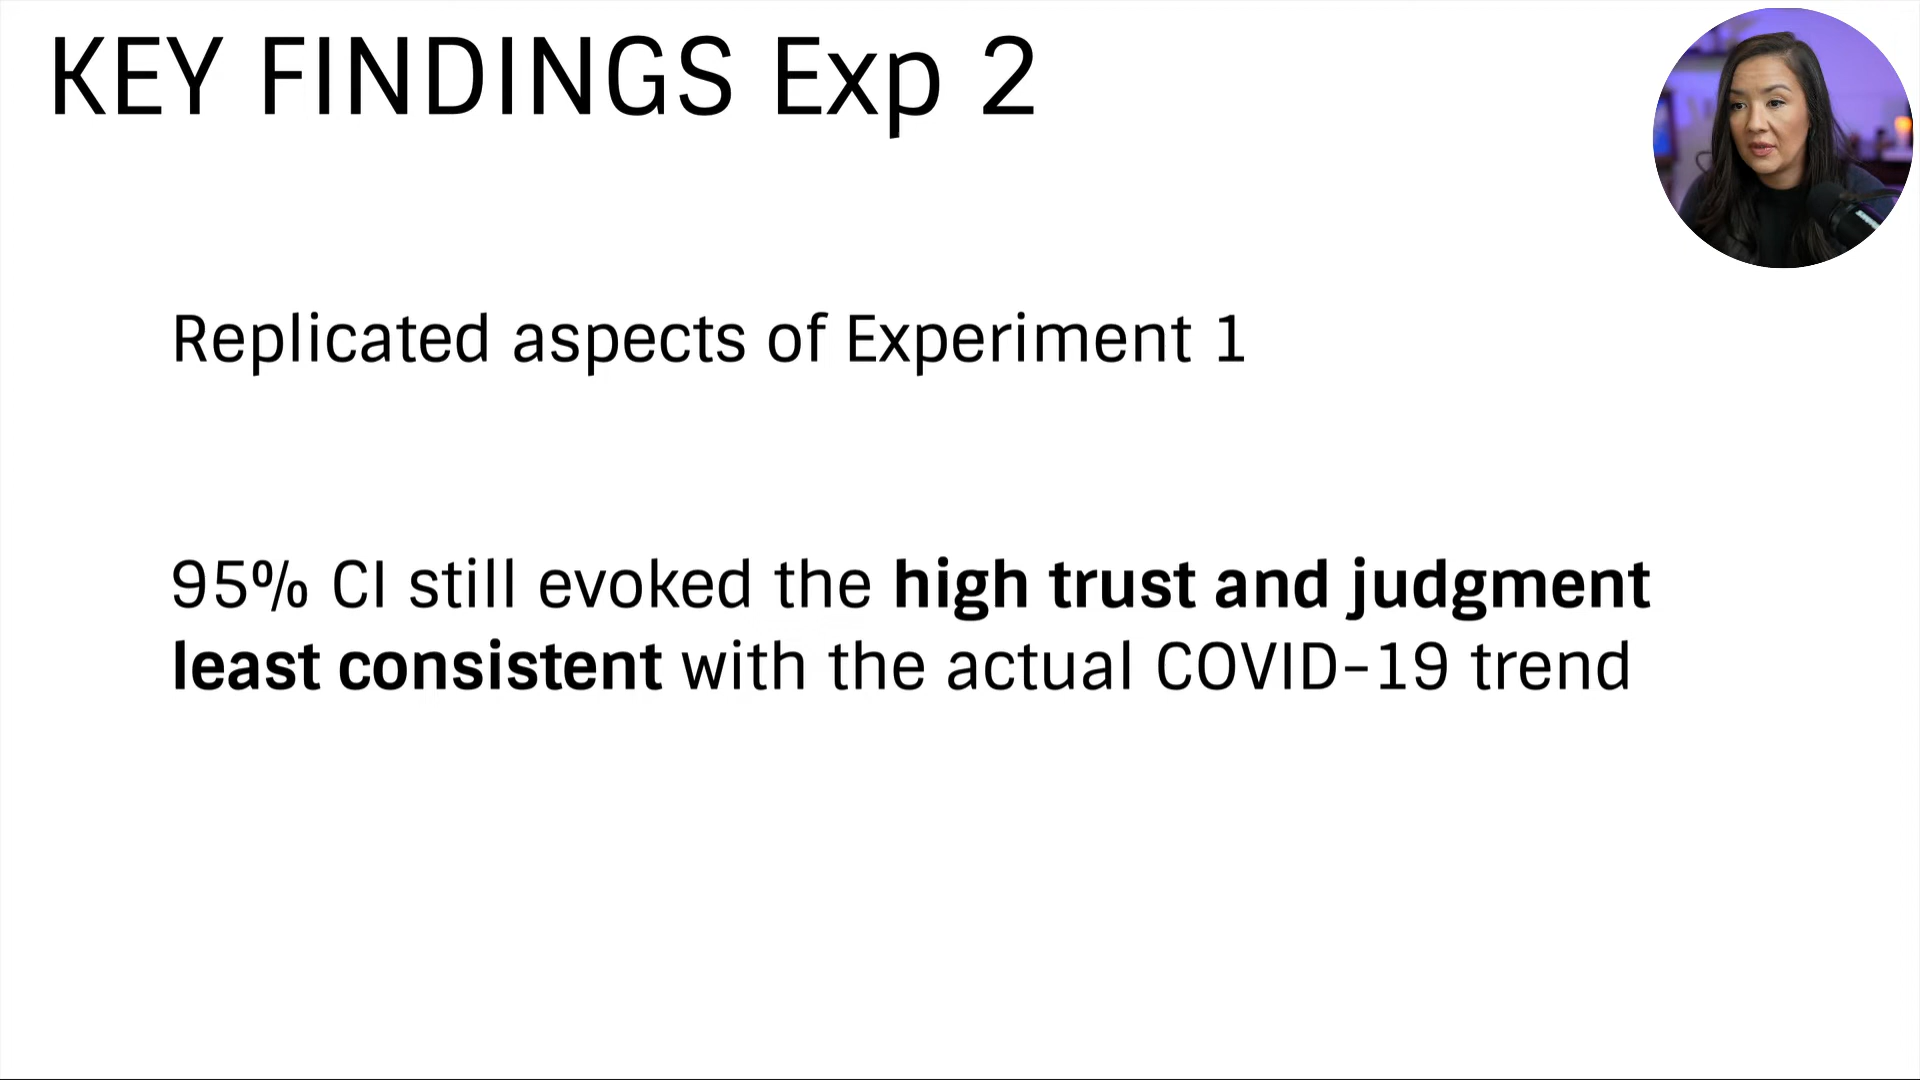 KEY FINDINGS Exp 2
Replicated aspects of Experiment 1
95% CI still evoked the high trust and judgment
least consistent with the actual COVID-19 trend